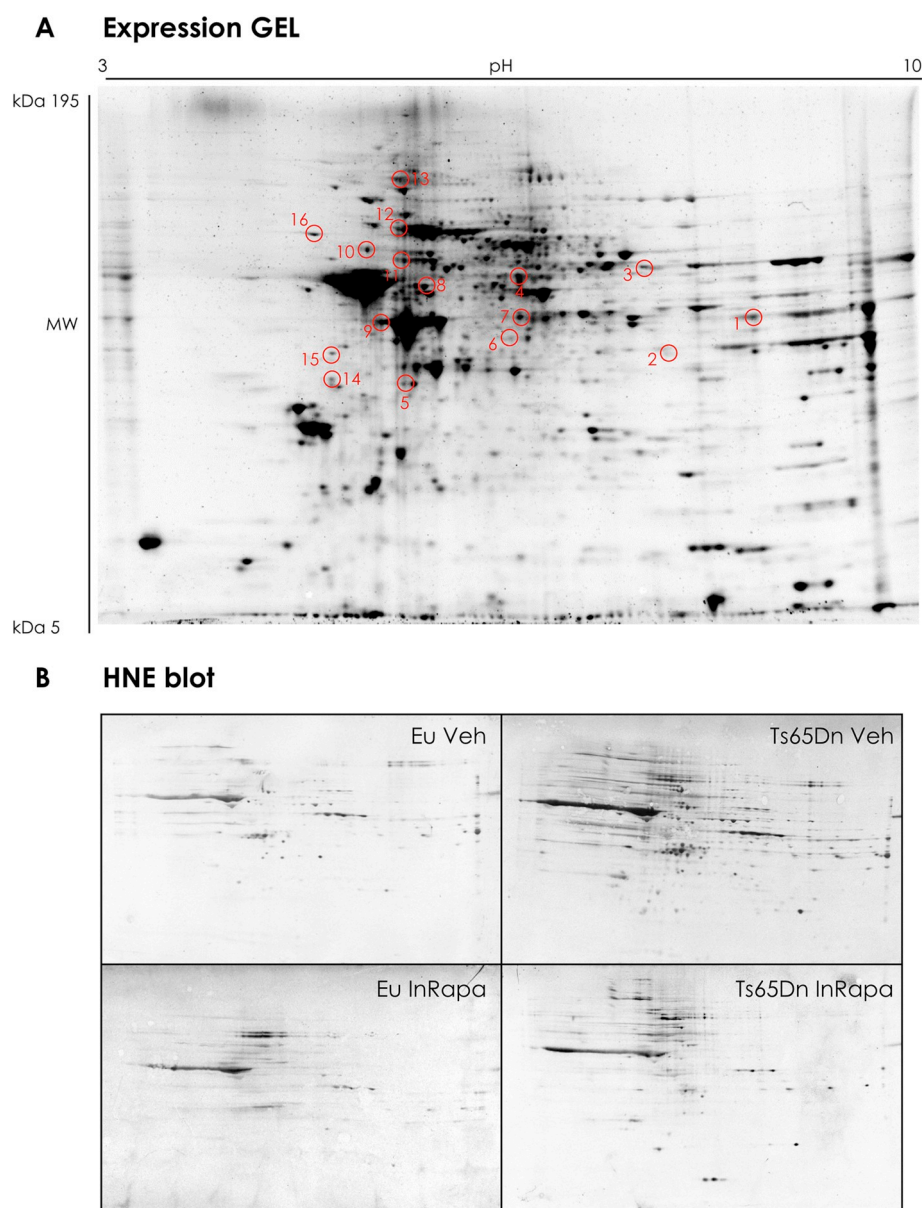 A Expression GEL
3 pH 10
kDa 195
13
12
16
10
11
3
8
4
MW
9
7
1
6
2
15
14
5
kDa 5
B HNE blot
Eu Veh
Ts65Dn Veh
Eu InRapa
Ts65Dn InRapa